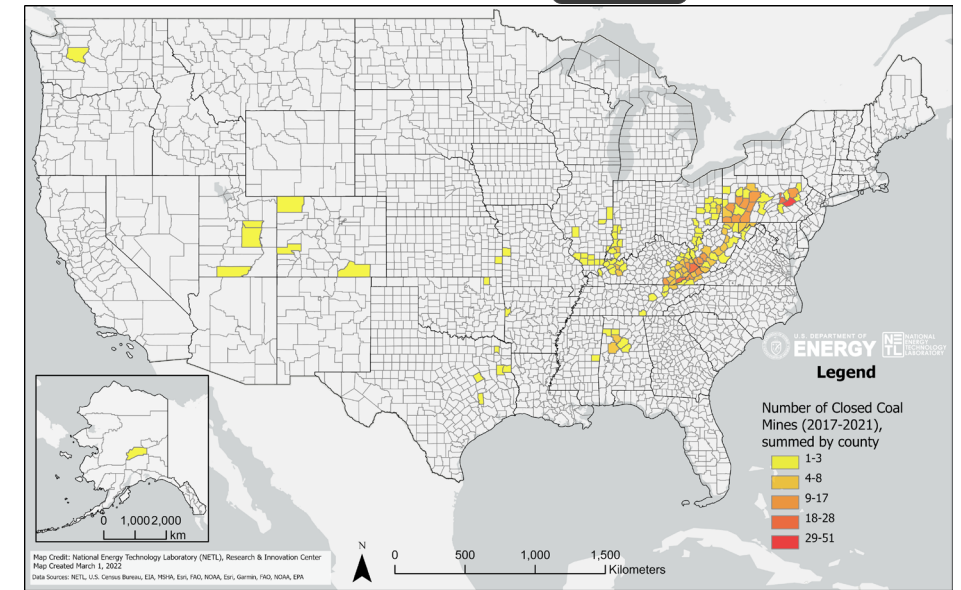 U.S. DEPARTMENT OF
ENERGY
NE
TL
NATIONAL
ENERGY
TECHNOLOGY
LABORATORY
Legend
Number of Closed Coal
Mines (2017-2021),
summed by county
1-3
4-8
9-17
18-28
29-51
0 1,000 2,000
km
Map Credit: National Energy Technology Laboratory (NETL), Research & Innovation Center
Map Created March 1, 2022
Data Sources: NETL, U.S. Census Bureau, EIA, MSHA, Esri, FAO, NOAA, Esri, Garmin, FAO, NOAA, EPA
N
0 500 1,000 1,500
Kilometers